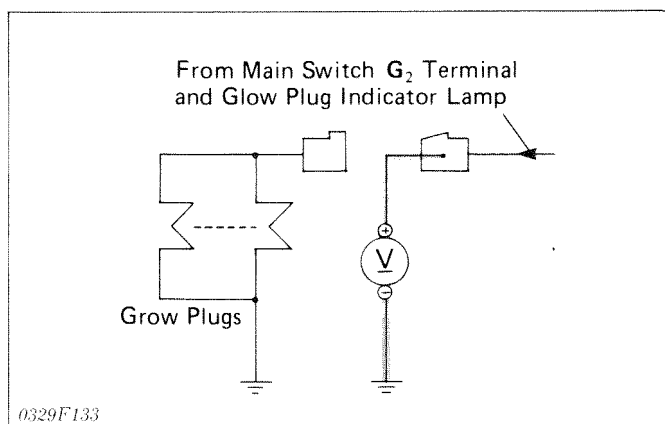 From Main Switch G₂ Terminal
and Glow Plug Indicator Lamp
+
V
−
Grow Plugs
0329F133